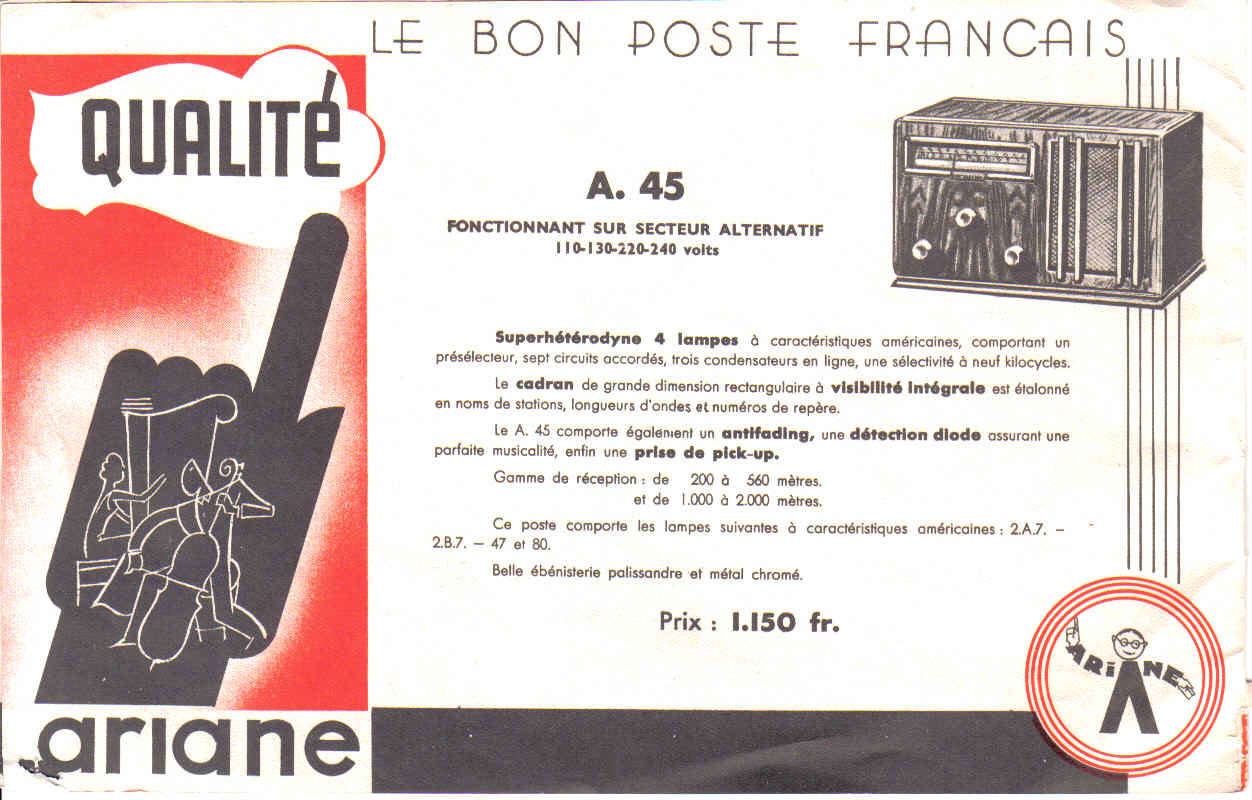 LE BON POSTE FRANCAIS
QUALITÉ
A. 45
FONCTIONNANT SUR SECTEUR ALTERNATIF
110-130-220-240 volts
Superhétérodyne 4 lampes à caractéristiques américaines, comportant un
présélecteur, sept circuits accordés, trois condensateurs en ligne, une sélectivité à neuf kilocycles.
Le cadran de grande dimension rectangulaire à visibilité intégrale est étalonné
en noms de stations, longueurs d'ondes et numéros de repère.
Le A. 45 comporte également un antifading, une détection diode assurant une
parfaite musicalité, enfin une prise de pick-up.
Gamme de réception : de 200 à 560 mètres.
et de 1.000 à 2.000 mètres.
Ce poste comporte les lampes suivantes à caractéristiques américaines : 2.A.7. –
2.B.7. – 47 et 80.
Belle ébénisterie palissandre et métal chromé.
Prix : 1.150 fr.
ARIANE
ariane